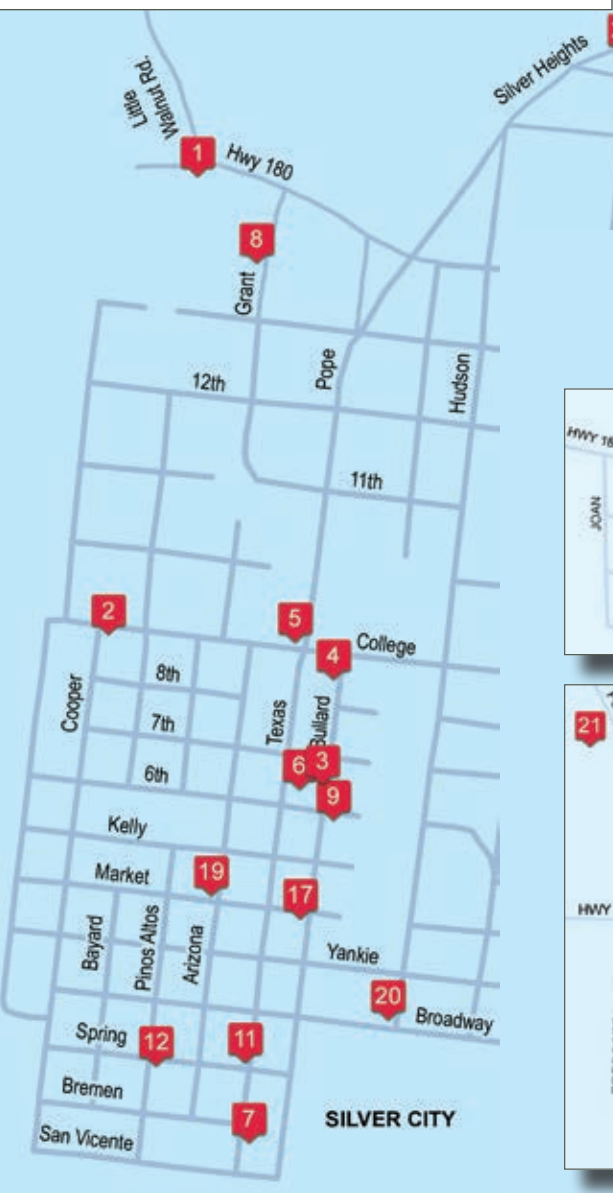 Little
Walnut Rd.
Silver Heights
1
Hwy 180
8
Grant
Pope
12th
Hudson
11th
HWY 18
JOAN
2
5
4
College
8th
Cooper
Texas
Bullard
7th
21
6
3
6th
9
Kelly
Market
19
17
HWY
Bayard
Pinos Altos
Arizona
Yankie
20
Broadway
Spring
12
11
Bremen
7
SILVER CITY
San Vicente